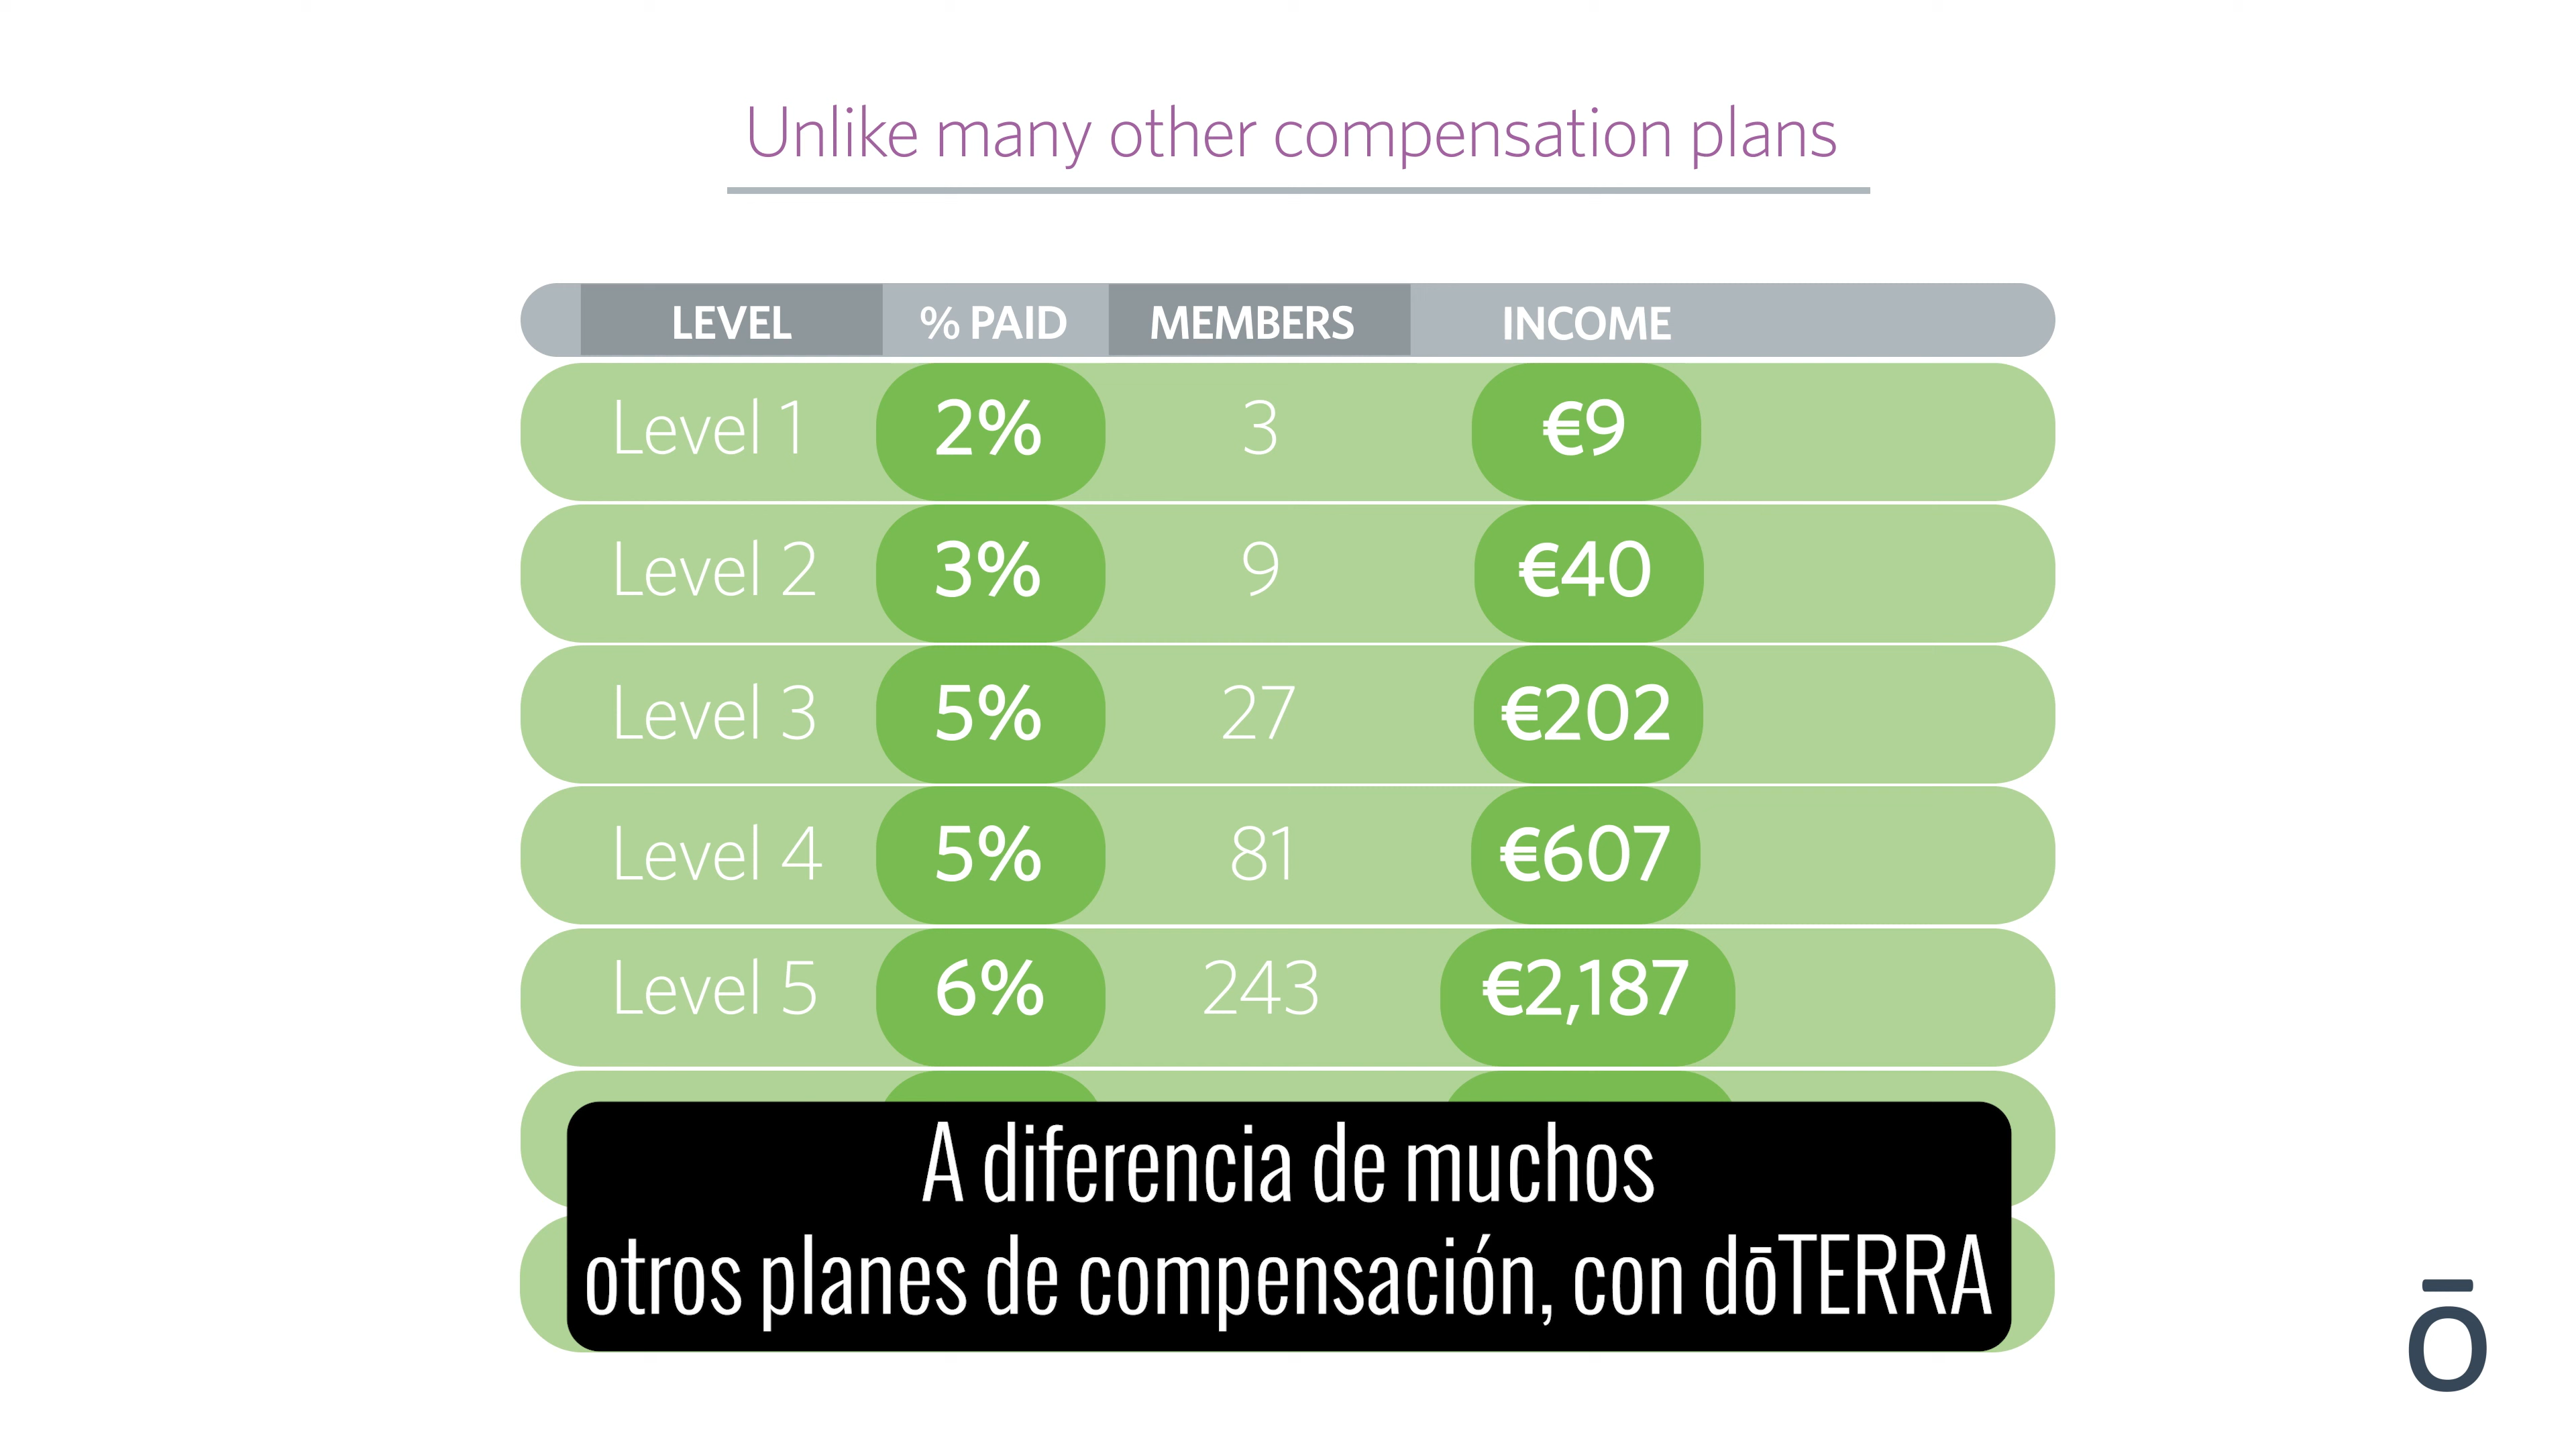 Unlike many other compensation plans
LEVEL % PAID MEMBERS INCOME
Level 1 2% 3 €9
Level 2 3% 9 €40
Level 3 5% 27 €202
Level 4 5% 81 €607
Level 5 6% 243 €2,187
A diferencia de muchos
otros planes de compensación, con dōTERRA
ō